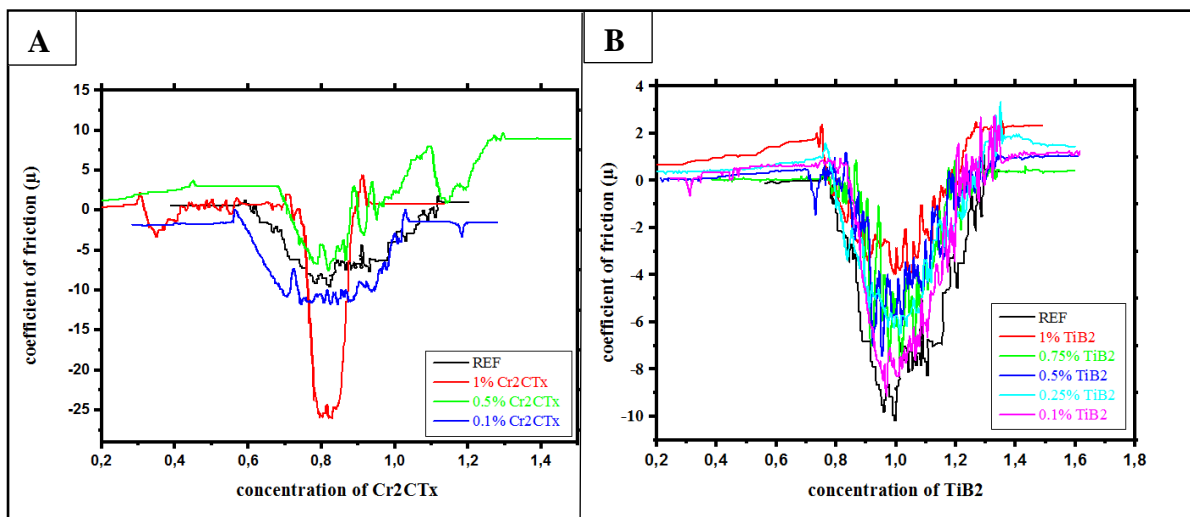 A
coefficient of friction (μ)
15
10
5
0
-5
-10
-15
-20
-25
REF
1% Cr2CTx
0.5% Cr2CTx
0.1% Cr2CTx
0,2 0,4 0,6 0,8 1,0 1,2 1,4
concentration of Cr2CTx
B
coefficient of friction (μ)
4
2
0
-2
-4
-6
-8
-10
REF
1% TiB2
0.75% TiB2
0.5% TiB2
0.25% TiB2
0.1% TiB2
0,2 0,4 0,6 0,8 1,0 1,2 1,4 1,6 1,8
concentration of TiB2